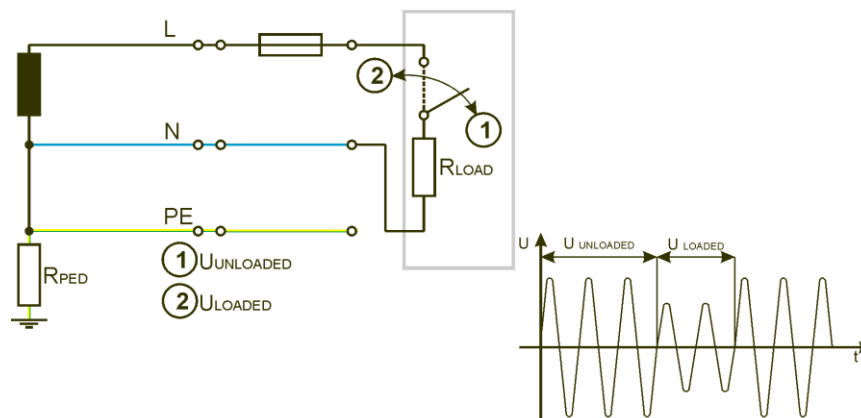 L
2
1
N
RLOAD
PE
1 UUNLOADED
RPED
2 ULOADED
U
U UNLOADED
U LOADED
t